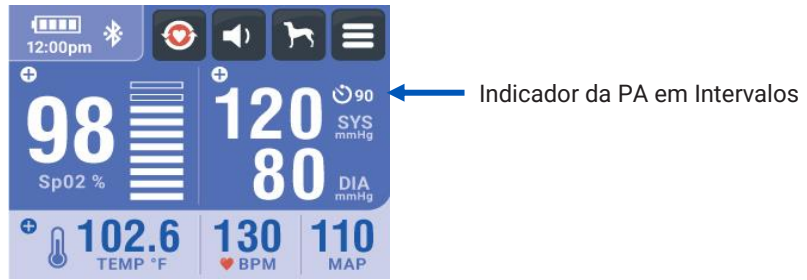 12:00pm
98
Sp02 %
120
90
SYS
mmHg
80
DIA
mmHg
Indicador da PA em Intervalos
102.6
TEMP °F
130
BPM
110
MAP